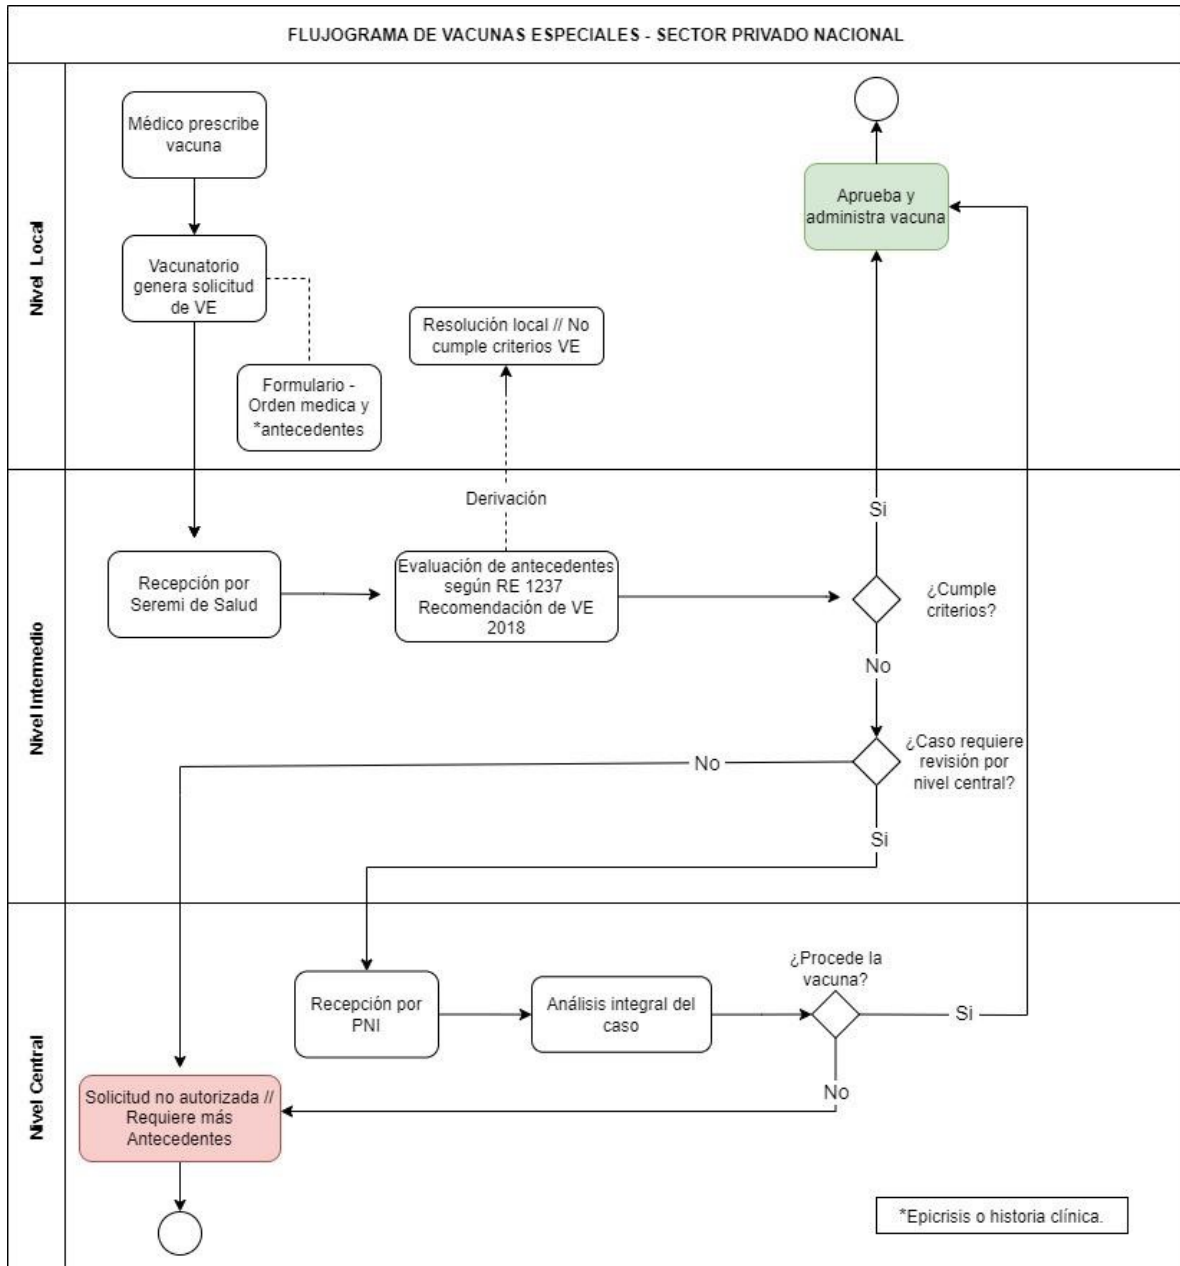 FLUJOGRAMA DE VACUNAS ESPECIALES - SECTOR PRIVADO NACIONAL
Nivel Local
Médico prescribe
vacuna
Vacunatorio
genera solicitud
de VE
Formulario -
Orden medica y
*antecedentes
Resolución local // No
cumple criterios VE
Aprueba y
administra vacuna
Nivel Intermedio
Derivación
Recepción por
Seremi de Salud
Evaluación de antecedentes
según RE 1237
Recomendación de VE
2018
Si
¿Cumple
criterios?
No
¿Caso requiere
revisión por
nivel central?
No
Si
Nivel Central
Recepción por
PNI
Análisis integral del
caso
¿Procede la
vacuna?
Si
No
Solicitud no autorizada //
Requiere más
Antecedentes
*Epicrisis o historia clínica.